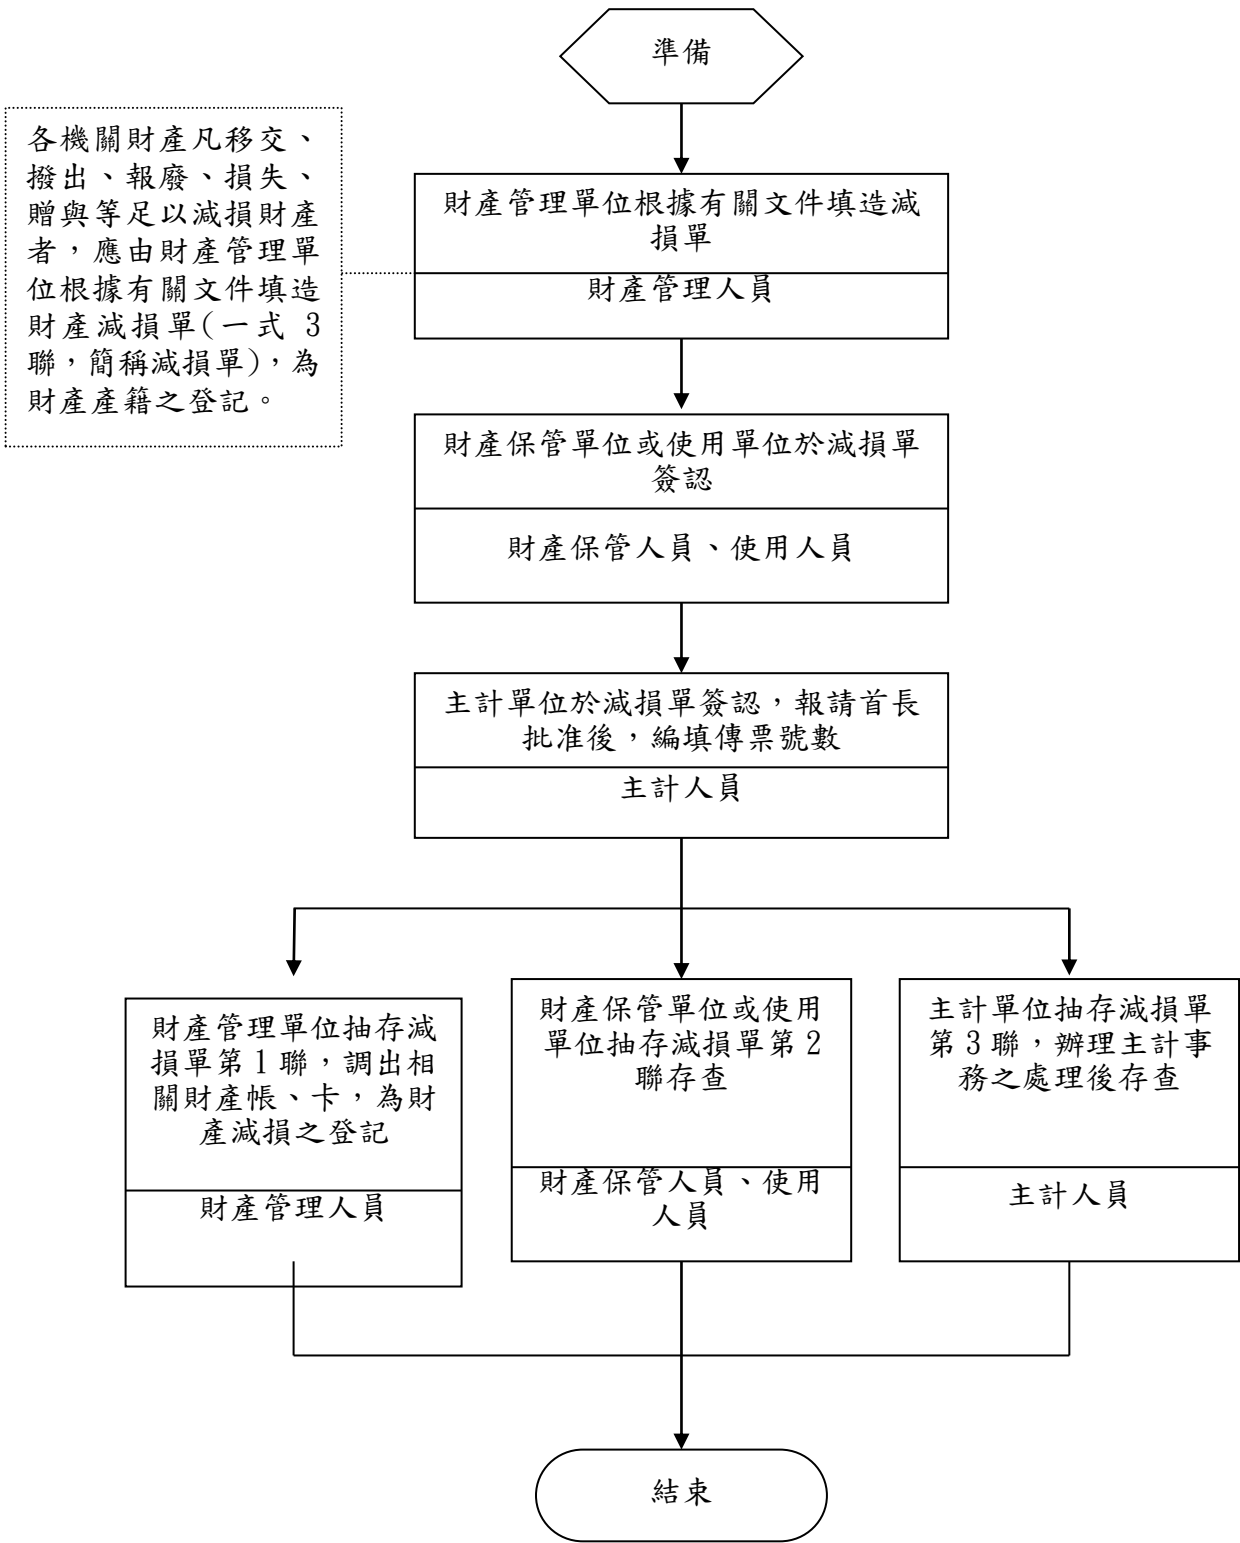 準備
各機關財產凡移交、
撥出、報廢、損失、
贈與等足以減損財產
者，應由財產管理單
位根據有關文件填造
財產減損單(一式 3
聯，簡稱減損單)，為
財產產籍之登記。
財產管理單位根據有關文件填造減
損單
財產管理人員
財產保管單位或使用單位於減損單
簽認
財產保管人員、使用人員
主計單位於減損單簽認，報請首長
批准後，編填傳票號數
主計人員
財產管理單位抽存減
損單第 1 聯，調出相
關財產帳、卡，為財
產減損之登記
財產管理人員
財產保管單位或使用
單位抽存減損單第 2
聯存查
財產保管人員、使用
人員
主計單位抽存減損單
第 3 聯，辦理主計事
務之處理後存查
主計人員
結束